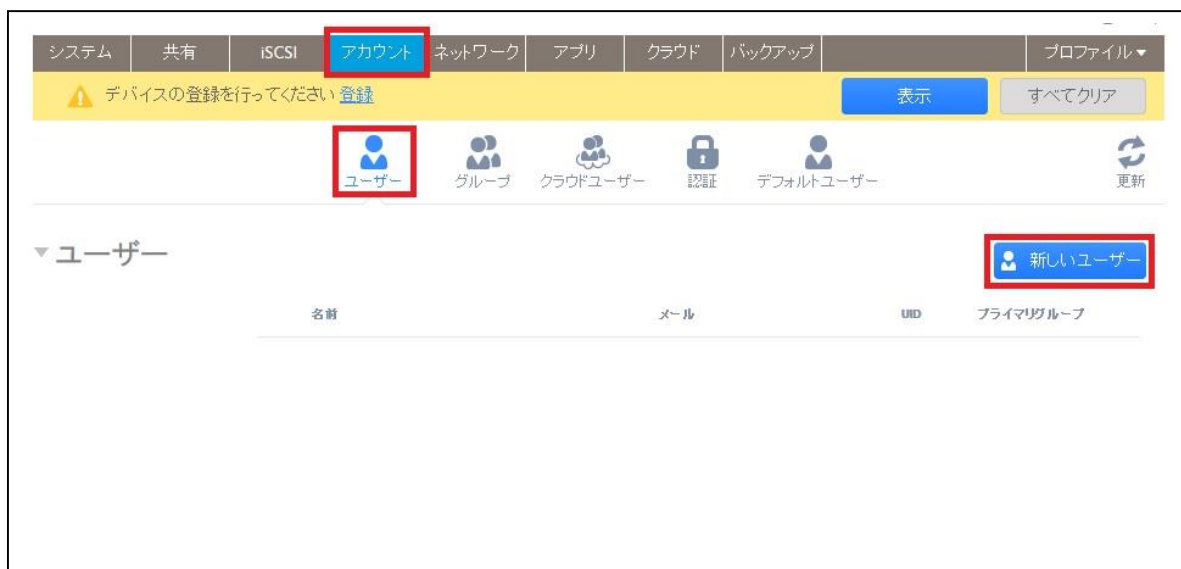 システム 共有 iSCSI アカウント ネットワーク アプリ クラウド バックアップ プロファイル▼
デバイスの登録を行ってください 登録 表示 すべてクリア
ユーザー グループ クラウドユーザー 認証 デフォルトユーザー 更新
ユーザー
新しいユーザー
名前 メール UID プライマリグループ